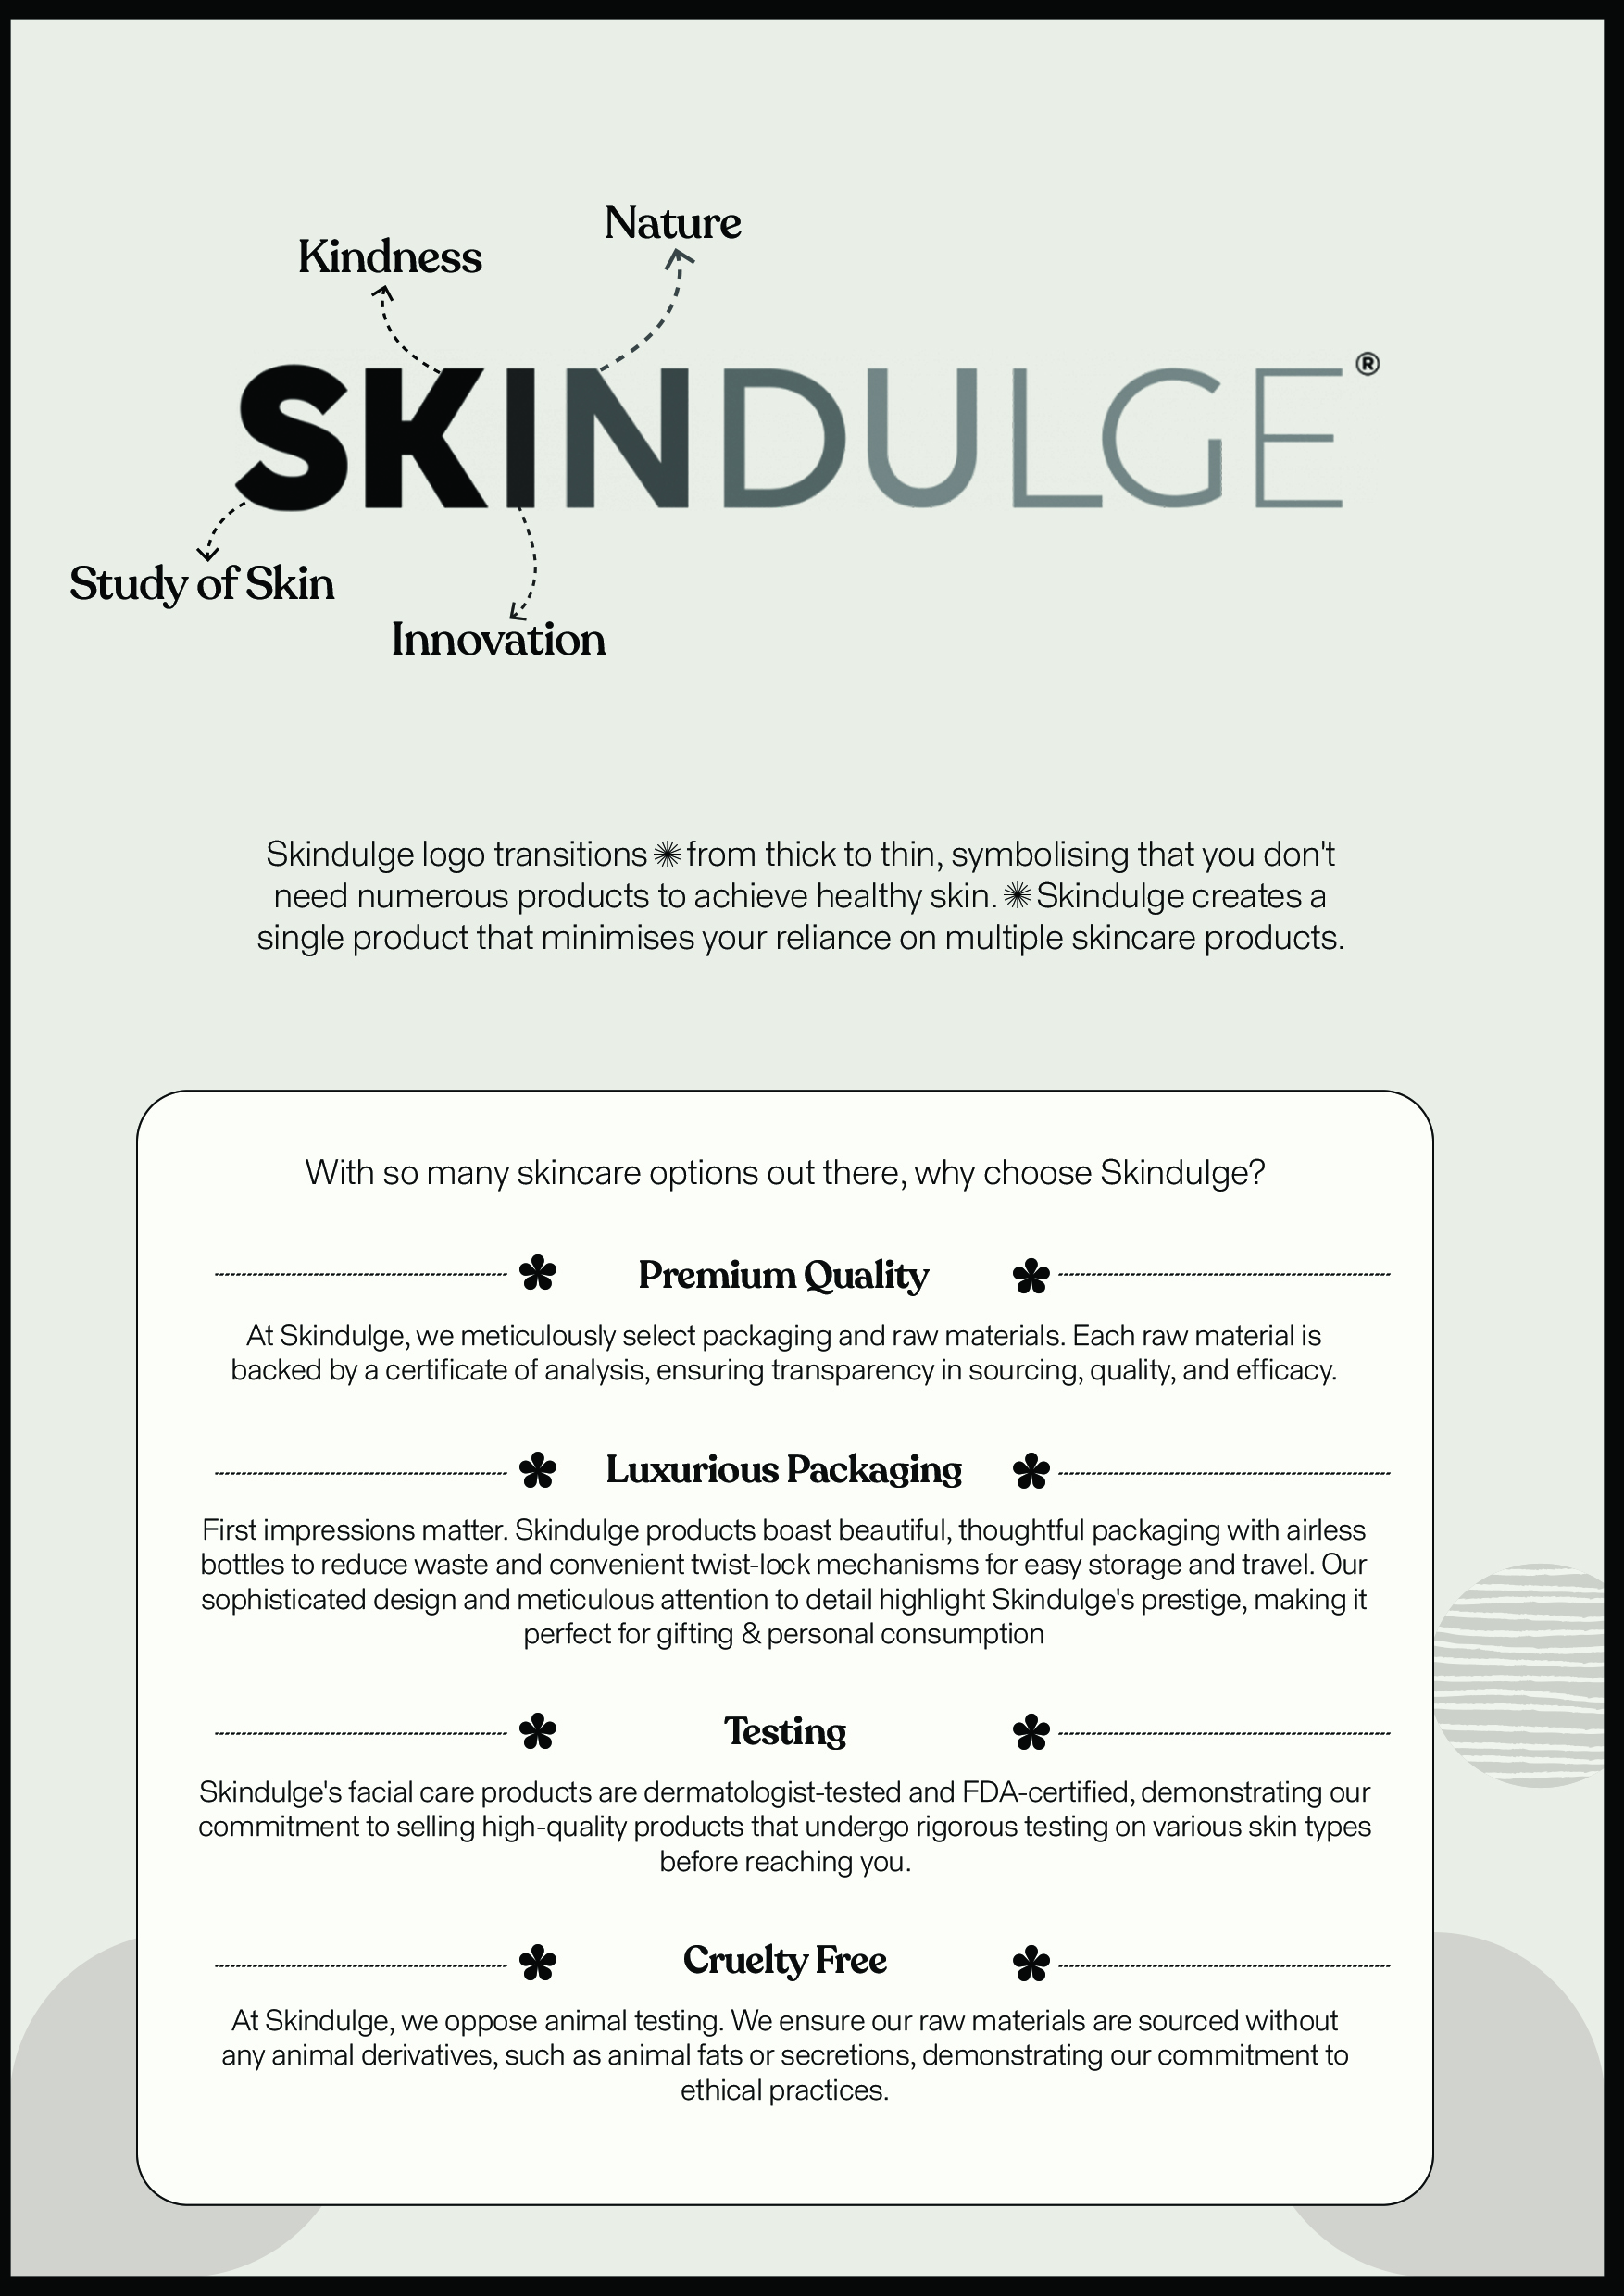 Nature
Kindness
SKINDULGE®
Study of Skin
Innovation
Skindulge logo transitions ✺ from thick to thin, symbolising that you don't
need numerous products to achieve healthy skin. ✺ Skindulge creates a
single product that minimises your reliance on multiple skincare products.
With so many skincare options out there, why choose Skindulge?
Premium Quality
At Skindulge, we meticulously select packaging and raw materials. Each raw material is
backed by a certificate of analysis, ensuring transparency in sourcing, quality, and efficacy.
Luxurious Packaging
First impressions matter. Skindulge products boast beautiful, thoughtful packaging with airless
bottles to reduce waste and convenient twist-lock mechanisms for easy storage and travel. Our
sophisticated design and meticulous attention to detail highlight Skindulge's prestige, making it
perfect for gifting & personal consumption
Testing
Skindulge's facial care products are dermatologist-tested and FDA-certified, demonstrating our
commitment to selling high-quality products that undergo rigorous testing on various skin types
before reaching you.
Cruelty Free
At Skindulge, we oppose animal testing. We ensure our raw materials are sourced without
any animal derivatives, such as animal fats or secretions, demonstrating our commitment to
ethical practices.